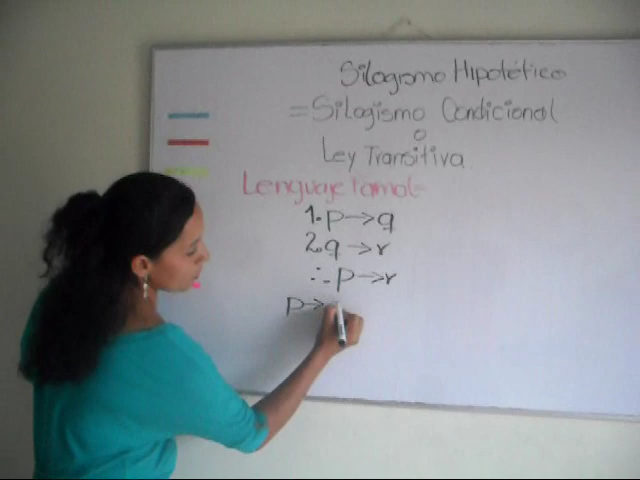 Silogismo Hipotético
= Silogismo Condicional
o
Ley Transitiva
Lenguaje Formal
1. p → q
2. q → r
∴ p → r
p →